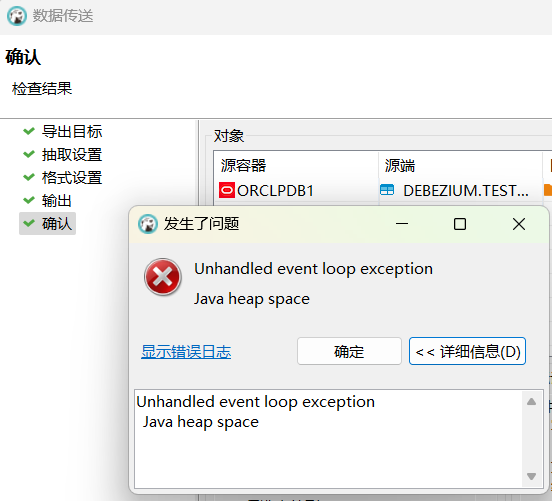 数据传送
确认
检查结果
导出目标
抽取设置
格式设置
输出
确认
对象
源容器 源端
ORCLPDB1 DEBEZIUM.TEST...
发生了问题
Unhandled event loop exception
Java heap space
显示错误日志 确定 << 详细信息(D)
Unhandled event loop exception
Java heap space